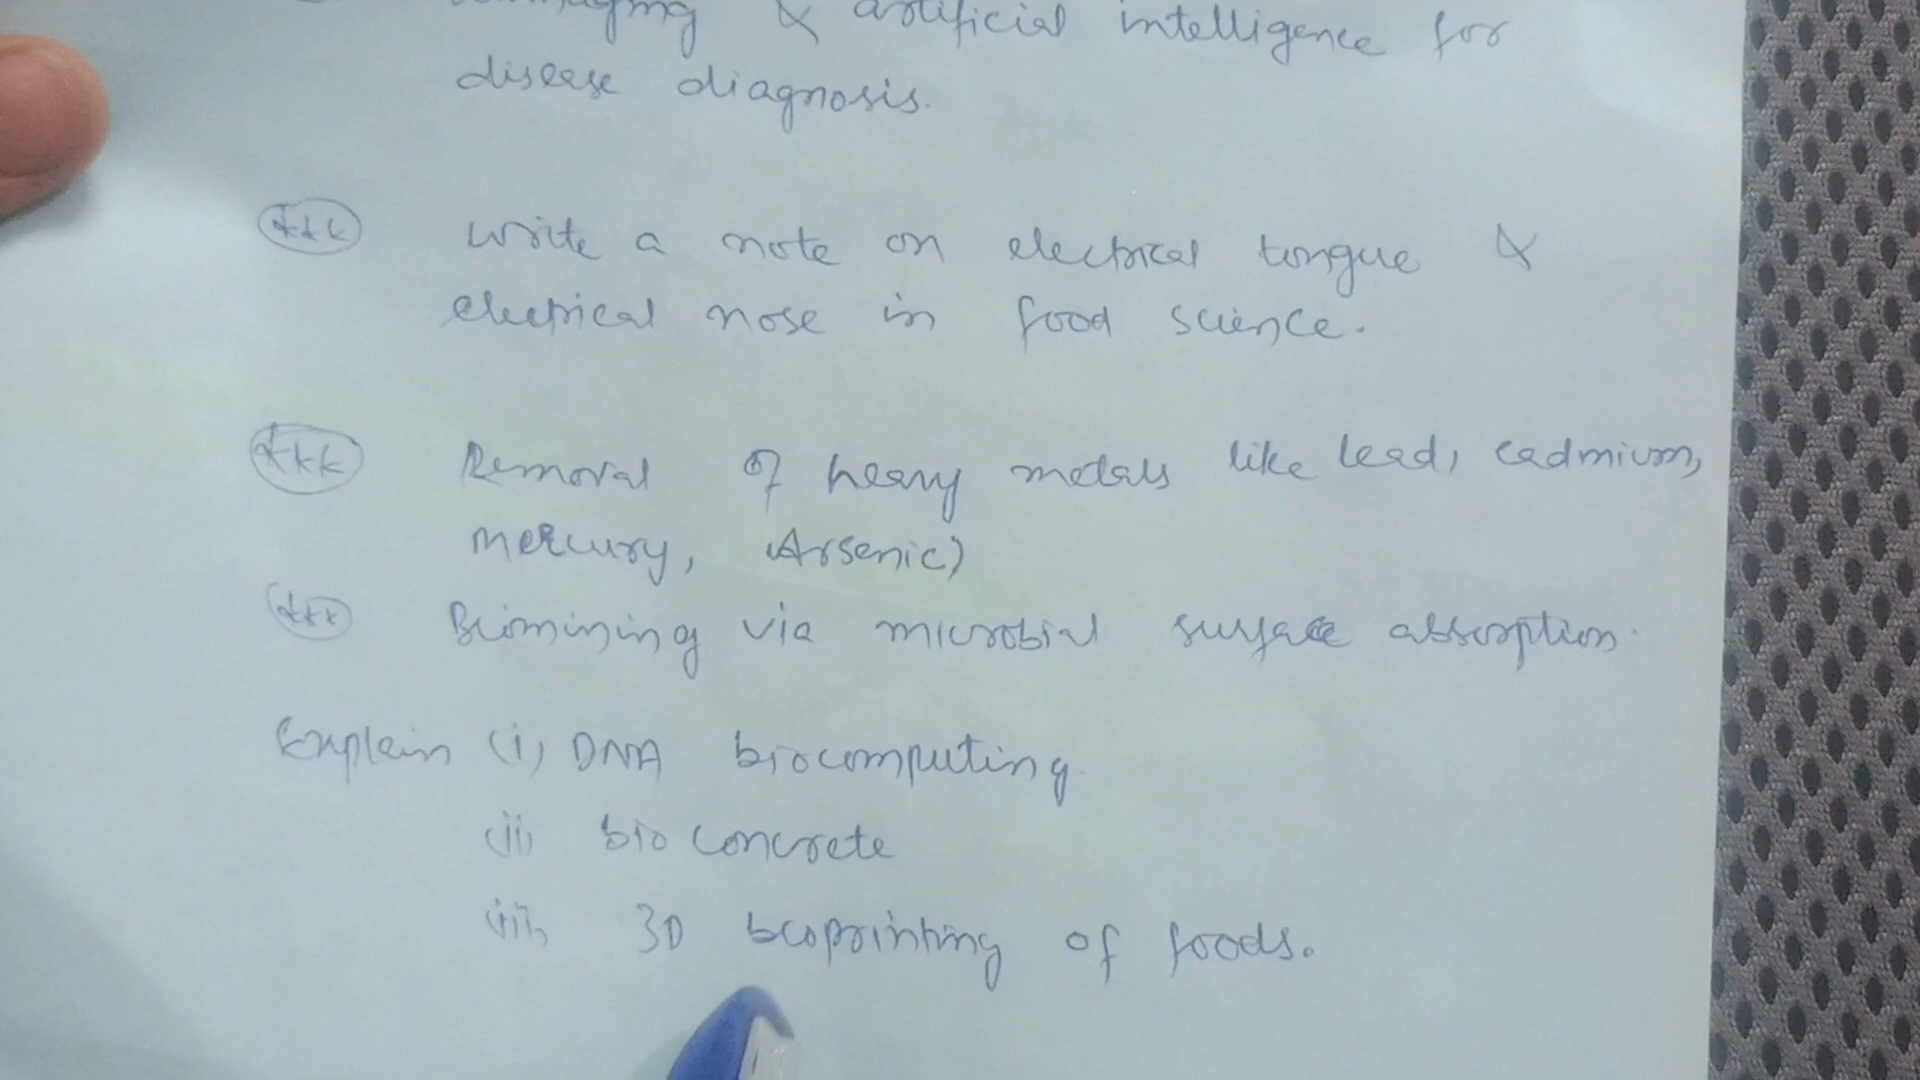 & artificial intelligence for
disease diagnosis.
*** Write a note on electrical tongue &
electrical nose in food science.
*** Removal of heavy metals like lead, cadmium,
mercury, Arsenic)
*** Biomining via microbial surface absorption.
Explain (i) DNA biocomputing.
(ii) bio concrete
(iii) 3D bioprinting of foods.